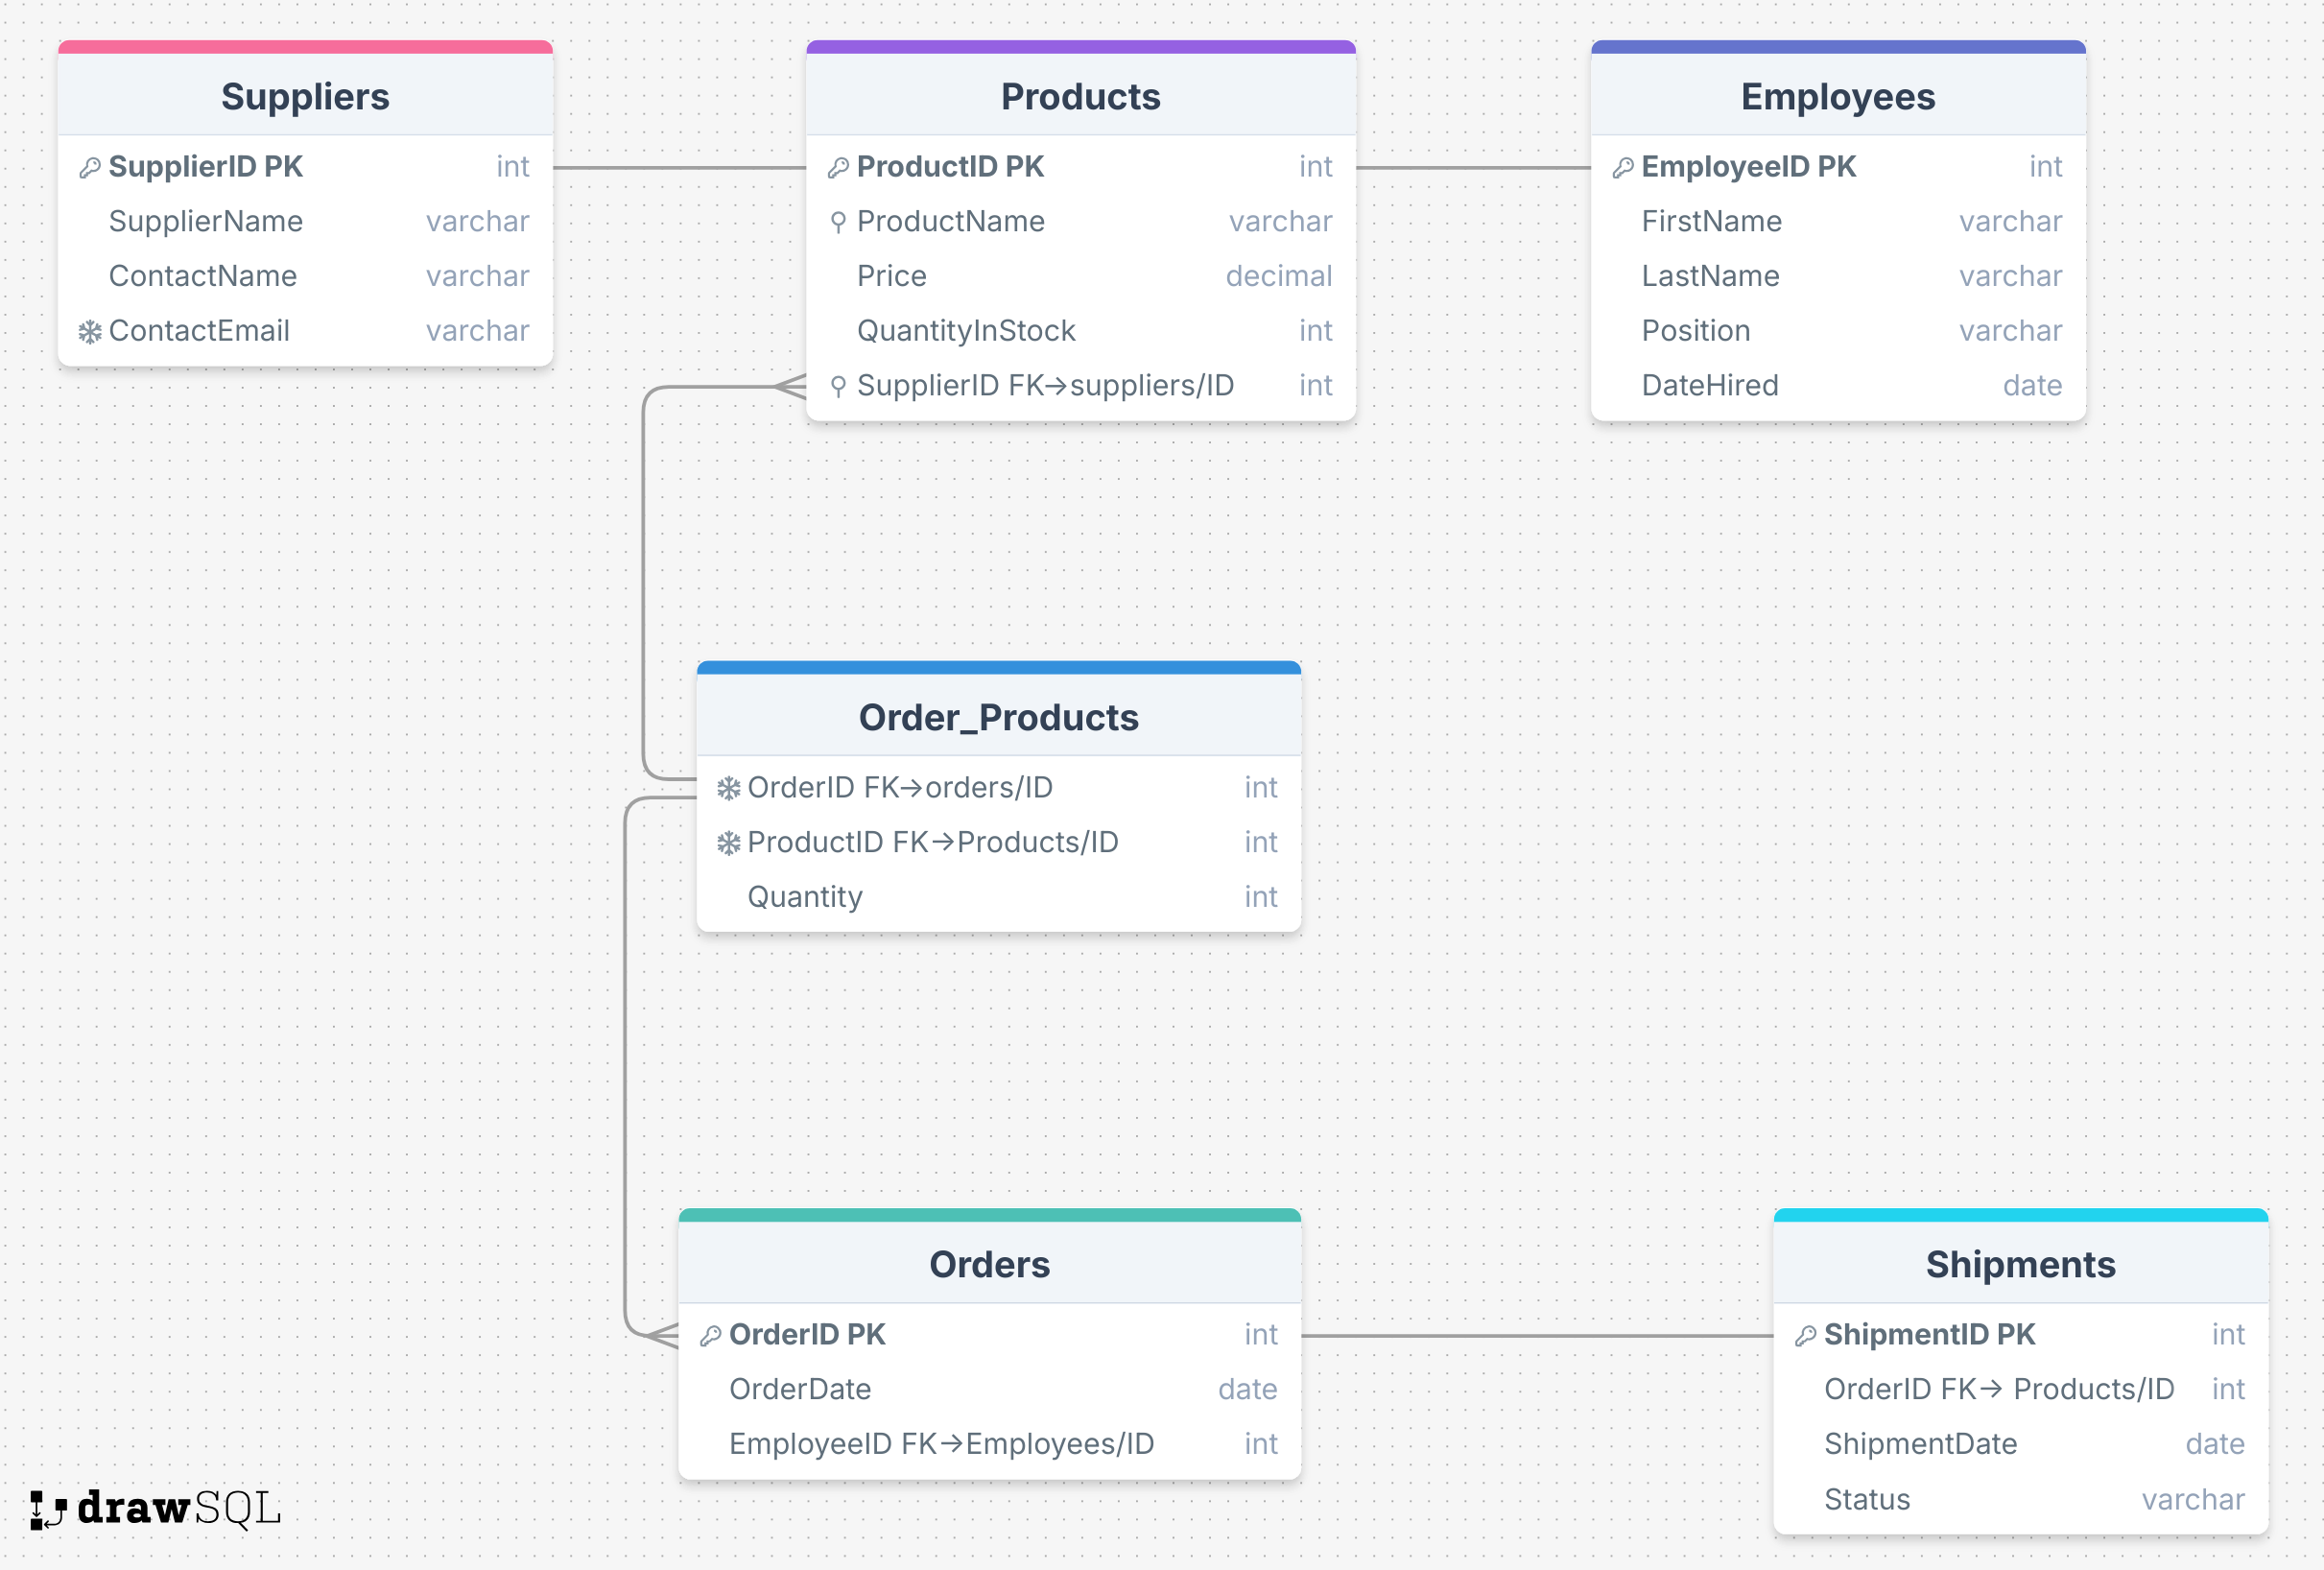 Suppliers
SupplierID PK int
SupplierName varchar
ContactName varchar
ContactEmail varchar
Products
ProductID PK int
ProductName varchar
Price decimal
QuantityInStock int
SupplierID FK→suppliers/ID int
Employees
EmployeeID PK int
FirstName varchar
LastName varchar
Position varchar
DateHired date
Order_Products
OrderID FK→orders/ID int
ProductID FK→Products/ID int
Quantity int
Orders
OrderID PK int
OrderDate date
EmployeeID FK→Employees/ID int
Shipments
ShipmentID PK int
OrderID FK→ Products/ID int
ShipmentDate date
Status varchar
drawSQL